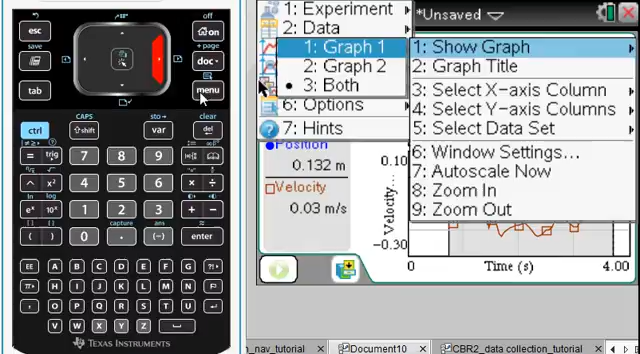 off
esc
on
save
+ page
doc
tab
menu
CAPS
sto→
clear
ctrl
⇧shift
var
del
= trig 7 8 9
^ x² 4 5 6 × ÷
ln log
eˣ 10ˣ 1 2 3 + −
capture ans
( ) 0 . (−) enter
EE A B C D E F G ?!
π H I J K L M N
, O P Q R S T U
V W X Y Z
TEXAS INSTRUMENTS
*Unsaved
1: Experiment
2: Data
1: Graph 1
2: Graph 2
3: Both
6: Options
7: Hints
1: Show Graph
2: Graph Title
3: Select X-axis Column
4: Select Y-axis Columns
5: Select Data Set
6: Window Settings...
7: Autoscale Now
8: Zoom In
9: Zoom Out
Position
0.132 m
Velocity
0.03 m/s
0.10
Velocity...
−0.30
0 Time (s) 4.00
_nav_tutorial
Document10
CBR2_data collection_tutorial